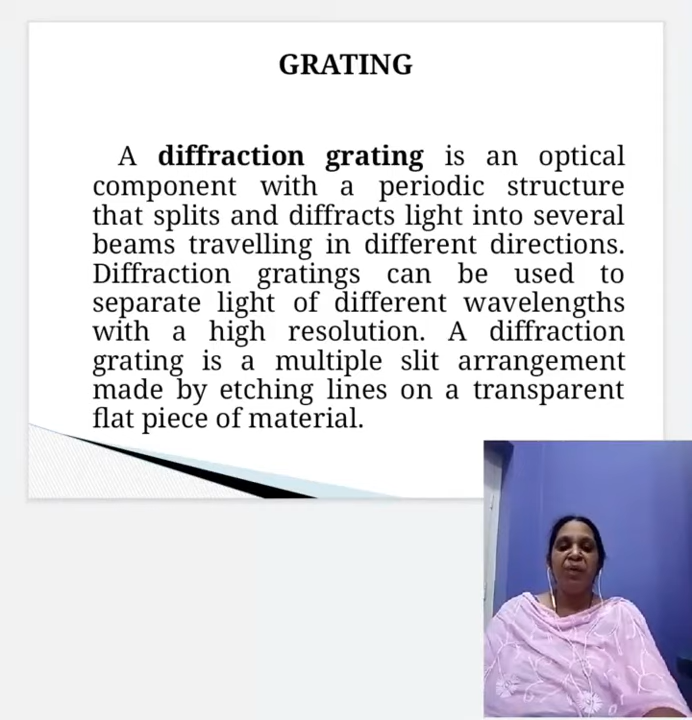 GRATING
A diffraction grating is an optical
component with a periodic structure
that splits and diffracts light into several
beams travelling in different directions.
Diffraction gratings can be used to
separate light of different wavelengths
with a high resolution. A diffraction
grating is a multiple slit arrangement
made by etching lines on a transparent
flat piece of material.